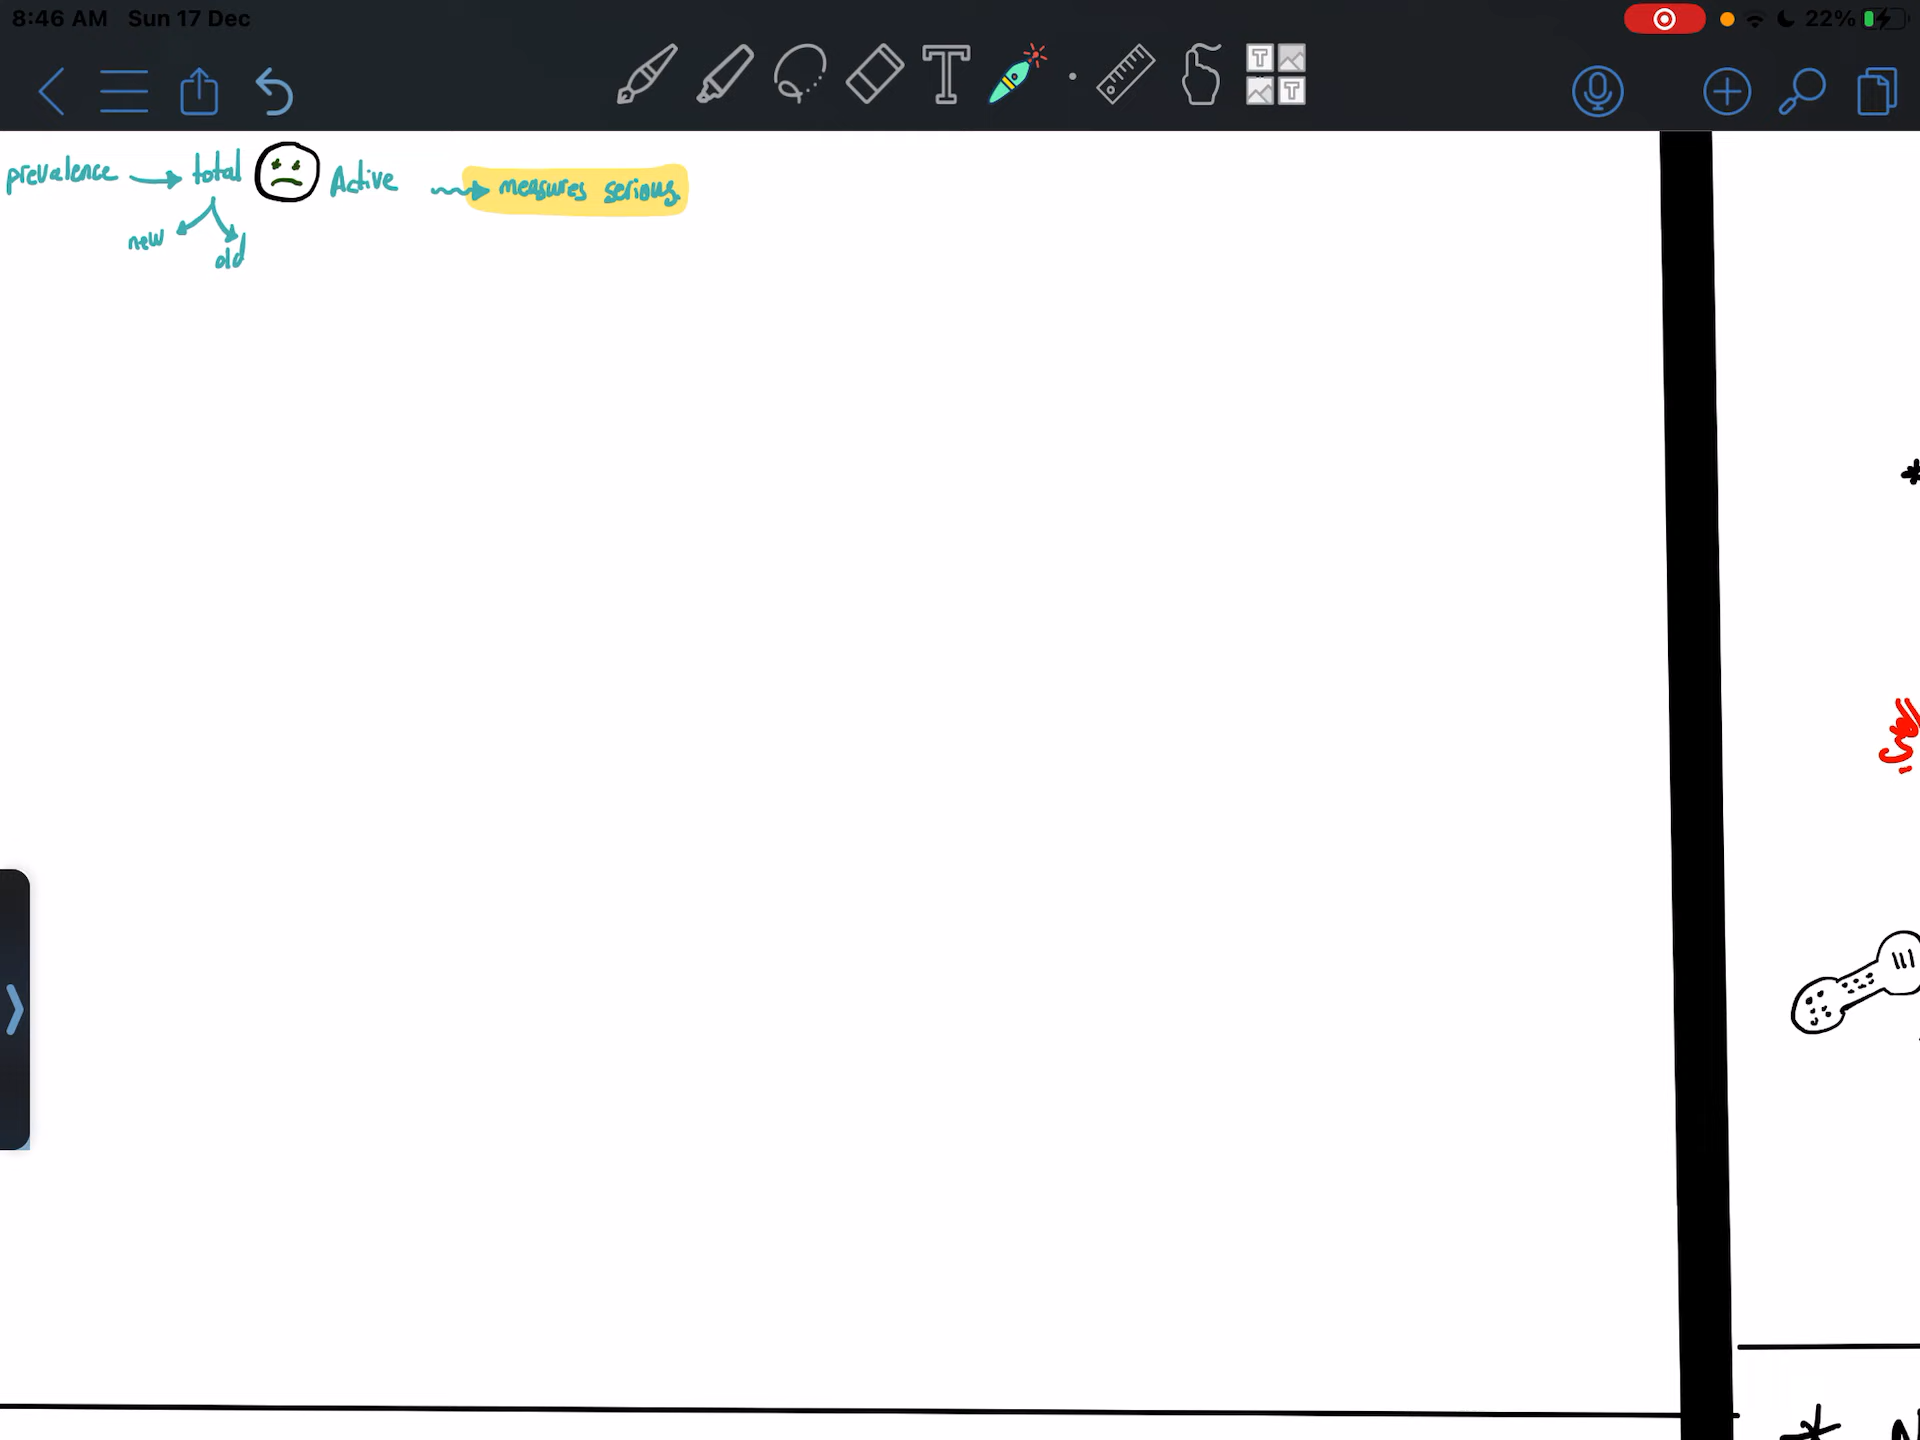 8:46 AM Sun 17 Dec
22%
prevalence → total Active → measures serious
new
old